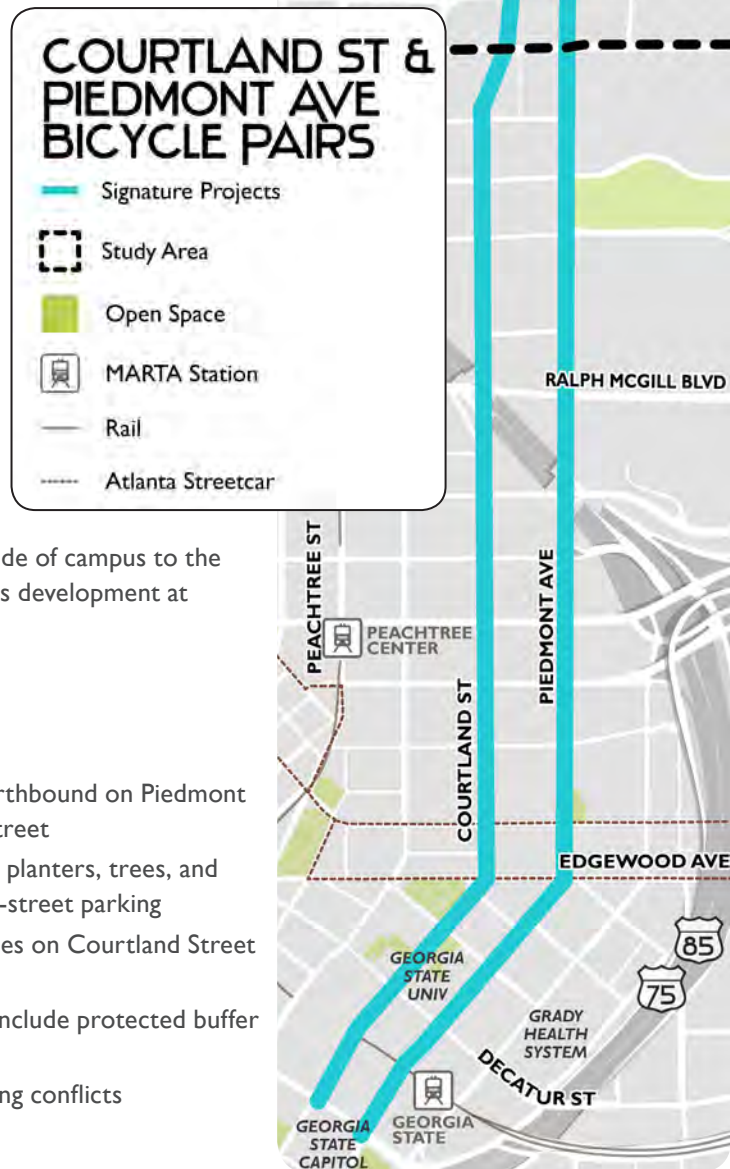 COURTLAND ST &
PIEDMONT AVE
BICYCLE PAIRS
Signature Projects
Study Area
Open Space
MARTA Station
Rail
Atlanta Streetcar
de of campus to the
s development at
rthbound on Piedmont
treet
planters, trees, and
-street parking
es on Courtland Street
nclude protected buffer
ng conflicts
RALPH MCGILL BLVD
PEACHTREE ST
PEACHTREE
CENTER
COURTLAND ST
PIEDMONT AVE
EDGEWOOD AVE
85
75
GEORGIA
STATE
UNIV
GRADY
HEALTH
SYSTEM
DECATUR ST
GEORGIA
STATE
GEORGIA
STATE
CAPITOL